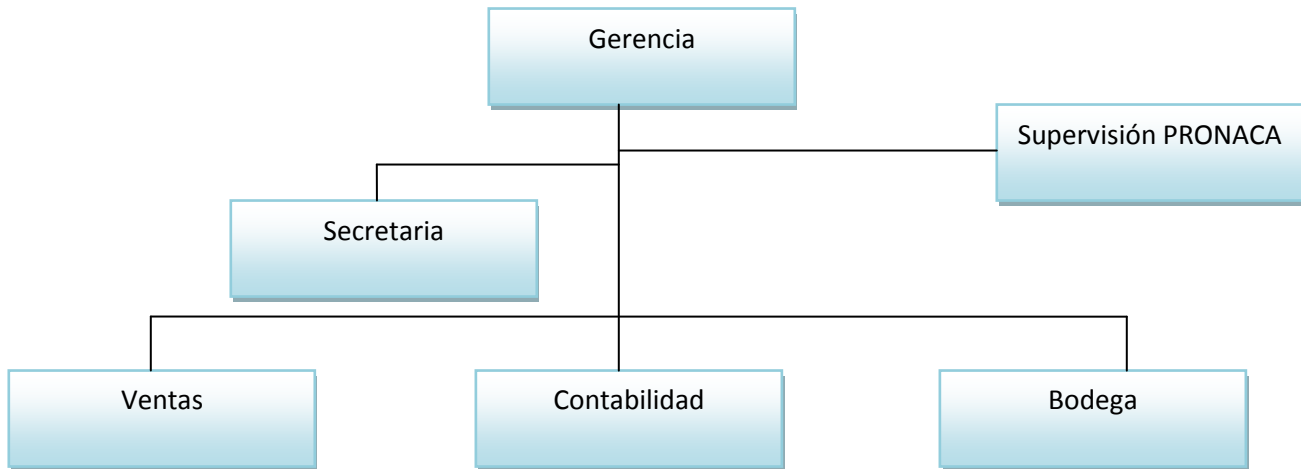 Gerencia
Supervisión PRONACA
Secretaria
Ventas
Contabilidad
Bodega